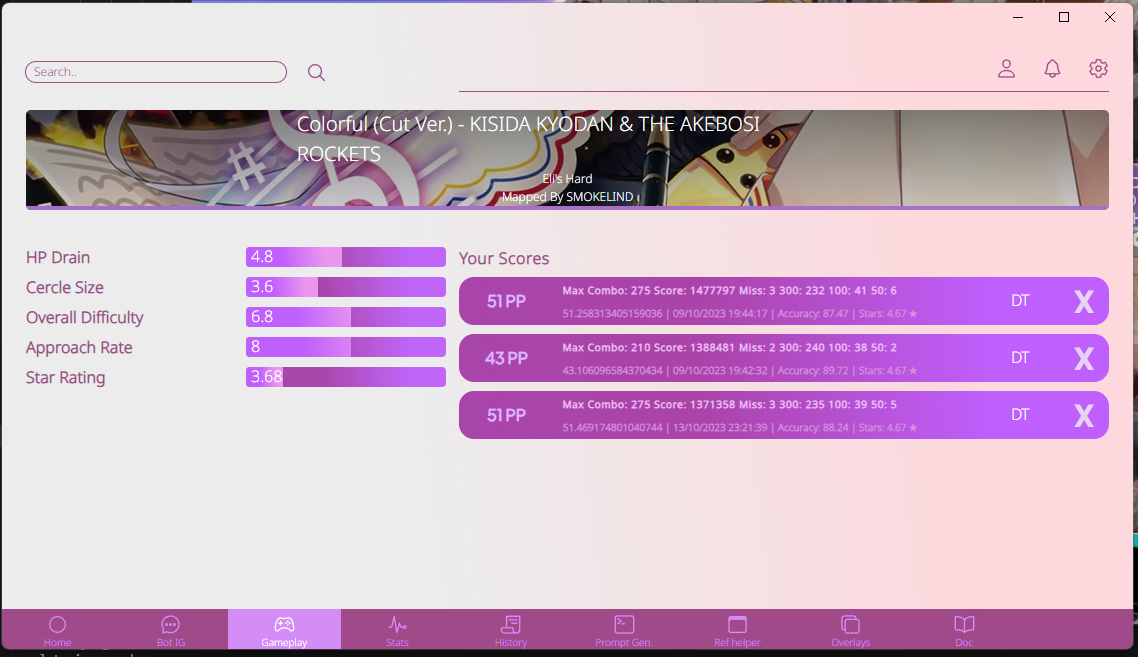 Search..
Colorful (Cut Ver.) - KISIDA KYODAN & THE AKEBOSI
ROCKETS
Eli's Hard
Mapped By SMOKELIND
HP Drain
4.8
Cercle Size
3.6
Overall Difficulty
6.8
Approach Rate
8
Star Rating
3.68
Your Scores
51 PP
Max Combo: 275 Score: 1477797 Miss: 3 300: 232 100: 41 50: 6
51.258313405159036 | 09/10/2023 19:44:17 | Accuracy: 87.47 | Stars: 4.67 ★
DT
X
43 PP
Max Combo: 210 Score: 1388481 Miss: 2 300: 240 100: 38 50: 2
43.106096584370434 | 09/10/2023 19:42:32 | Accuracy: 89.72 | Stars: 4.67 ★
DT
X
51 PP
Max Combo: 275 Score: 1371358 Miss: 3 300: 235 100: 39 50: 5
51.469174801040744 | 13/10/2023 23:21:39 | Accuracy: 88.24 | Stars: 4.67 ★
DT
X
Home
Bot IG
Gameplay
Stats
History
Prompt Gen.
Ref helper
Overlays
Doc